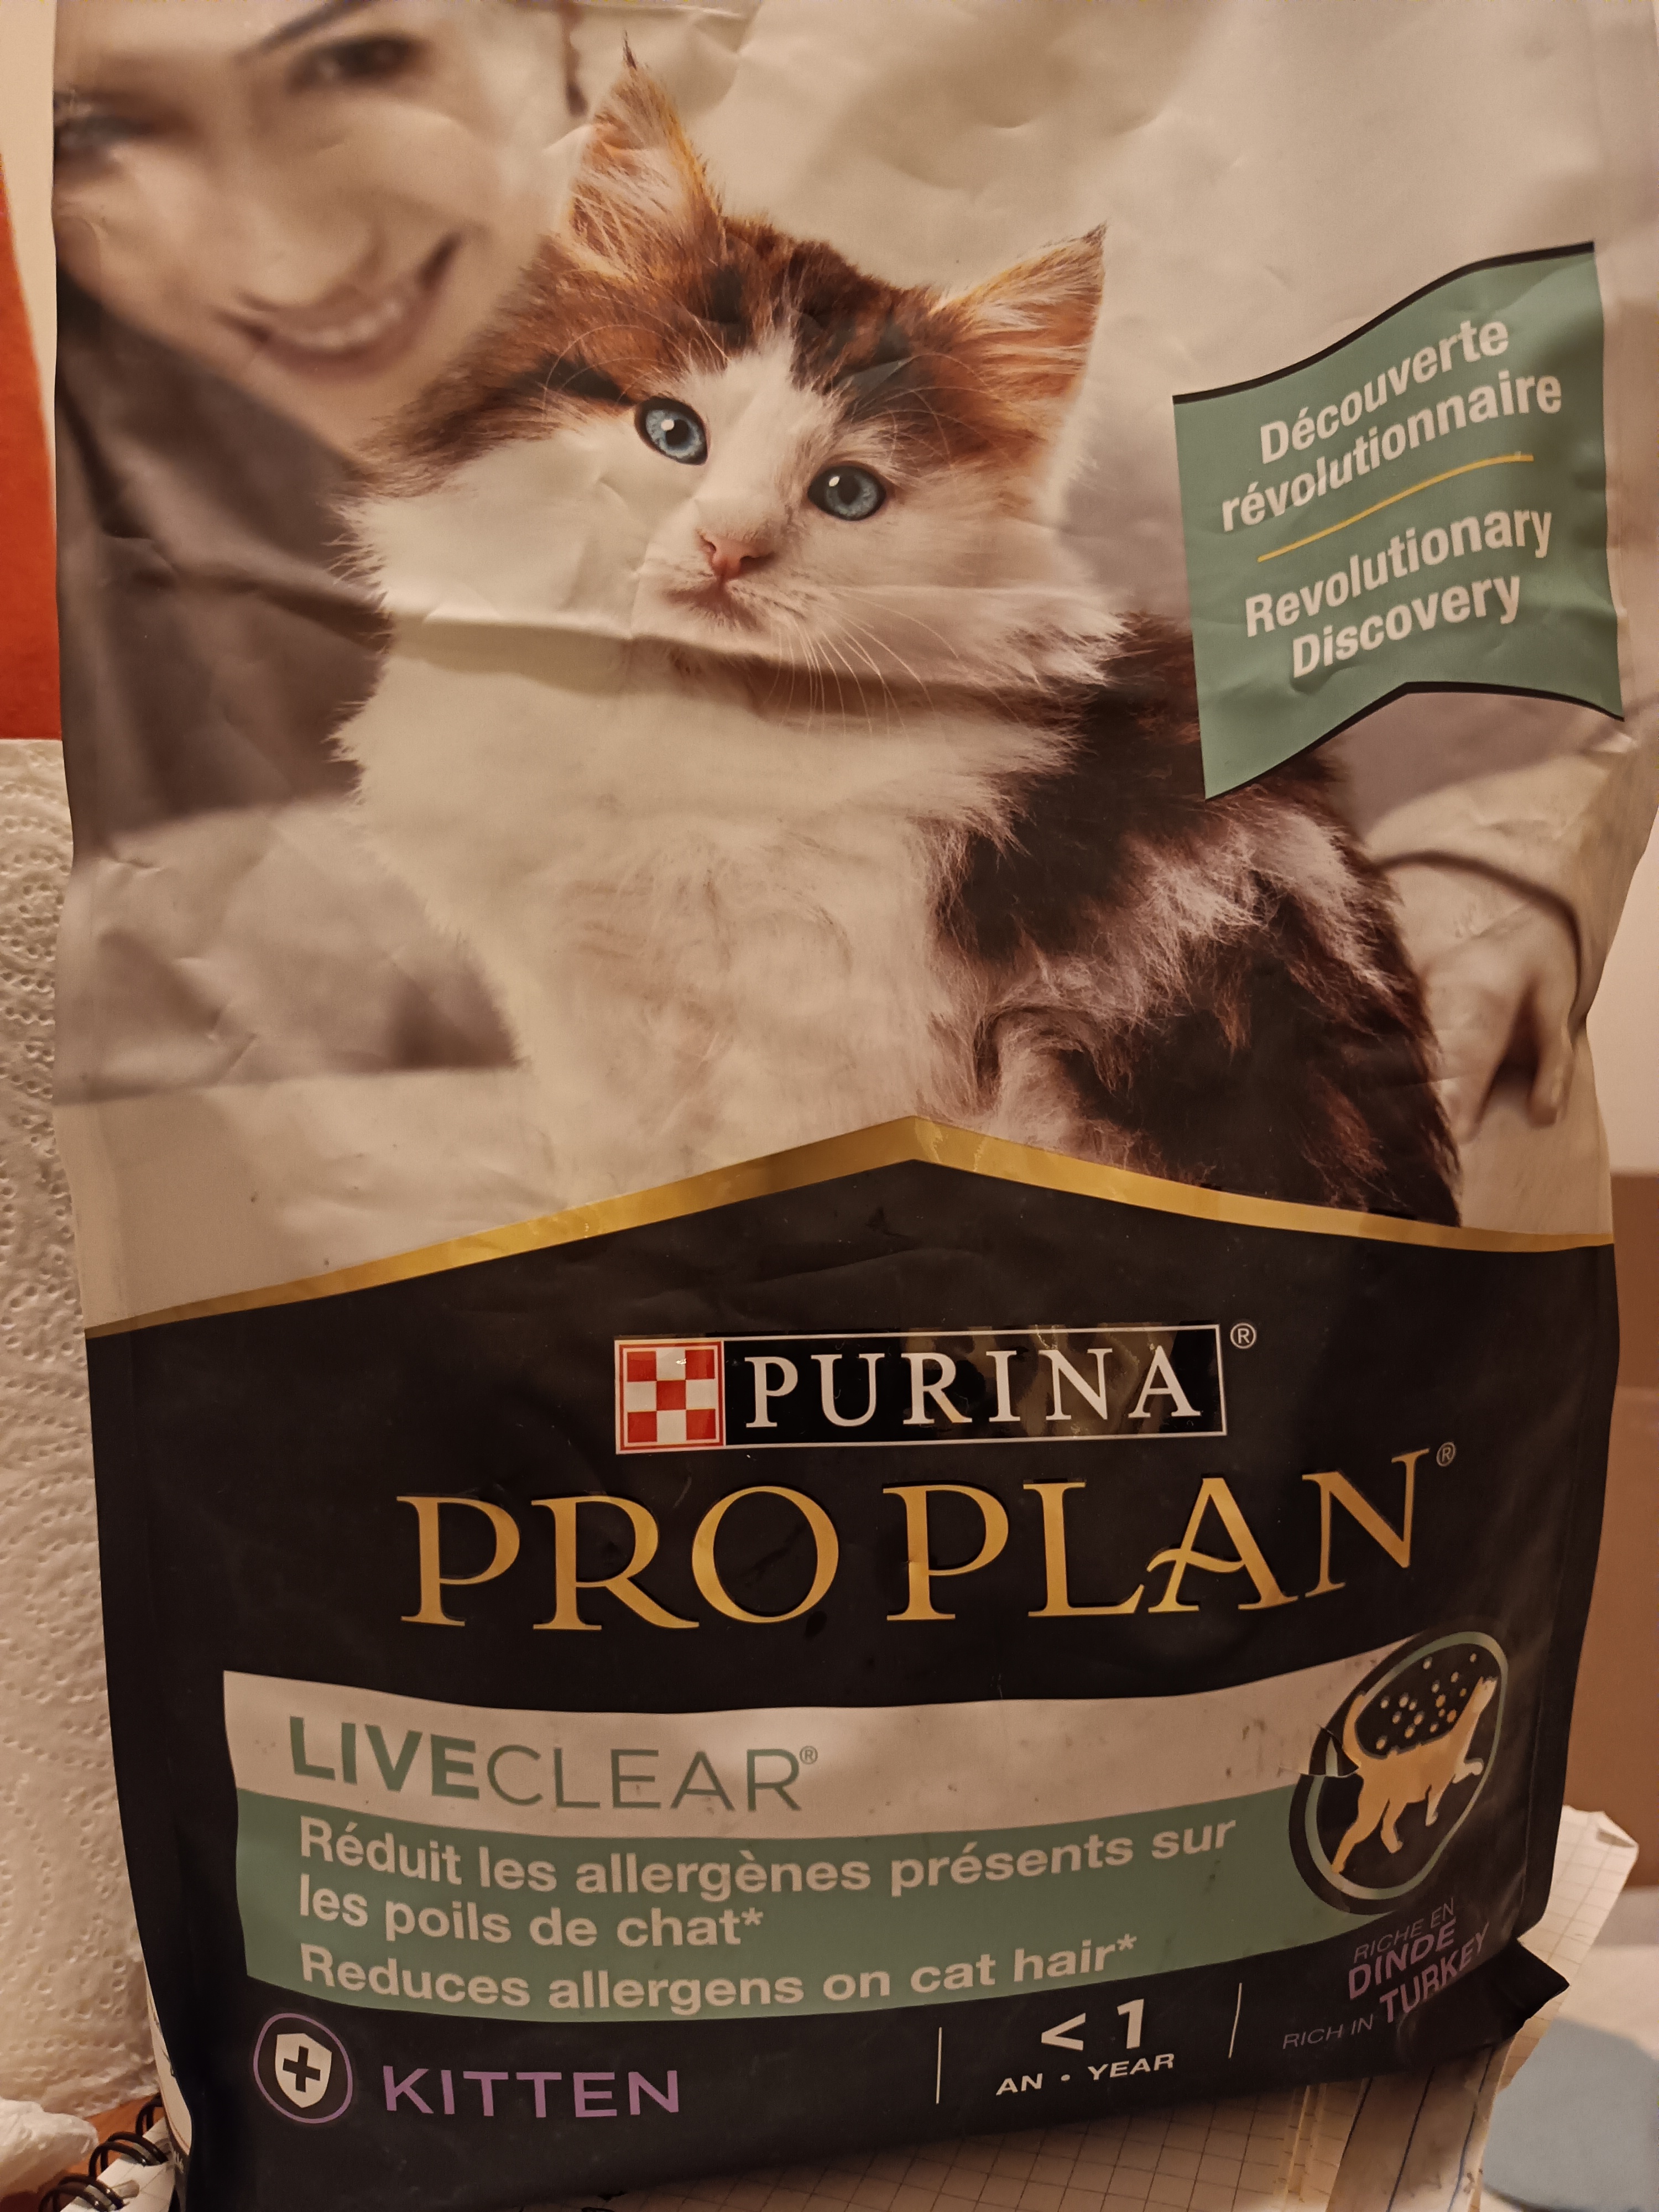 Découverte
révolutionnaire
Revolutionary
Discovery
PURINA®
PRO PLAN®
LIVECLEAR®
Réduit les allergènes présents sur
les poils de chat*
Reduces allergens on cat hair*
KITTEN
< 1
AN • YEAR
RICHE EN
DINDE
RICH IN TURKEY